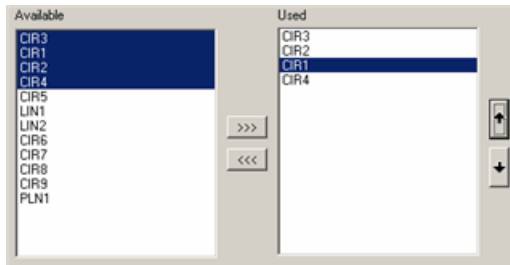 Available
CIR3
CIR1
CIR2
CIR4
CIR5
LIN1
LIN2
CIR6
CIR7
CIR8
CIR9
PLN1
>>>
<<<
Used
CIR3
CIR2
CIR1
CIR4